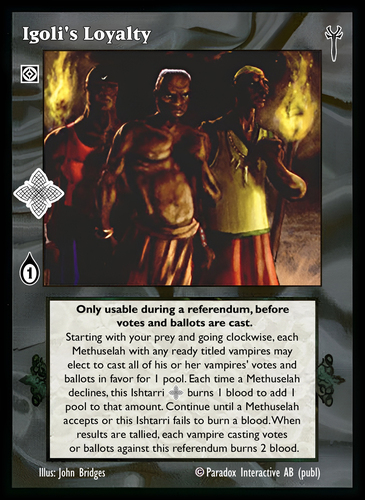 Igoli's Loyalty
1
Only usable during a referendum, before
votes and ballots are cast.
Starting with your prey and going clockwise, each
Methuselah with any ready titled vampires may
elect to cast all of his or her vampires' votes and
ballots in favor for 1 pool. Each time a Methuselah
declines, this Ishtarri burns 1 blood to add 1
pool to that amount. Continue until a Methuselah
accepts or this Ishtarri fails to burn a blood. When
results are tallied, each vampire casting votes
or ballots against this referendum burns 2 blood.
Illus: John Bridges © Paradox Interactive AB (publ)